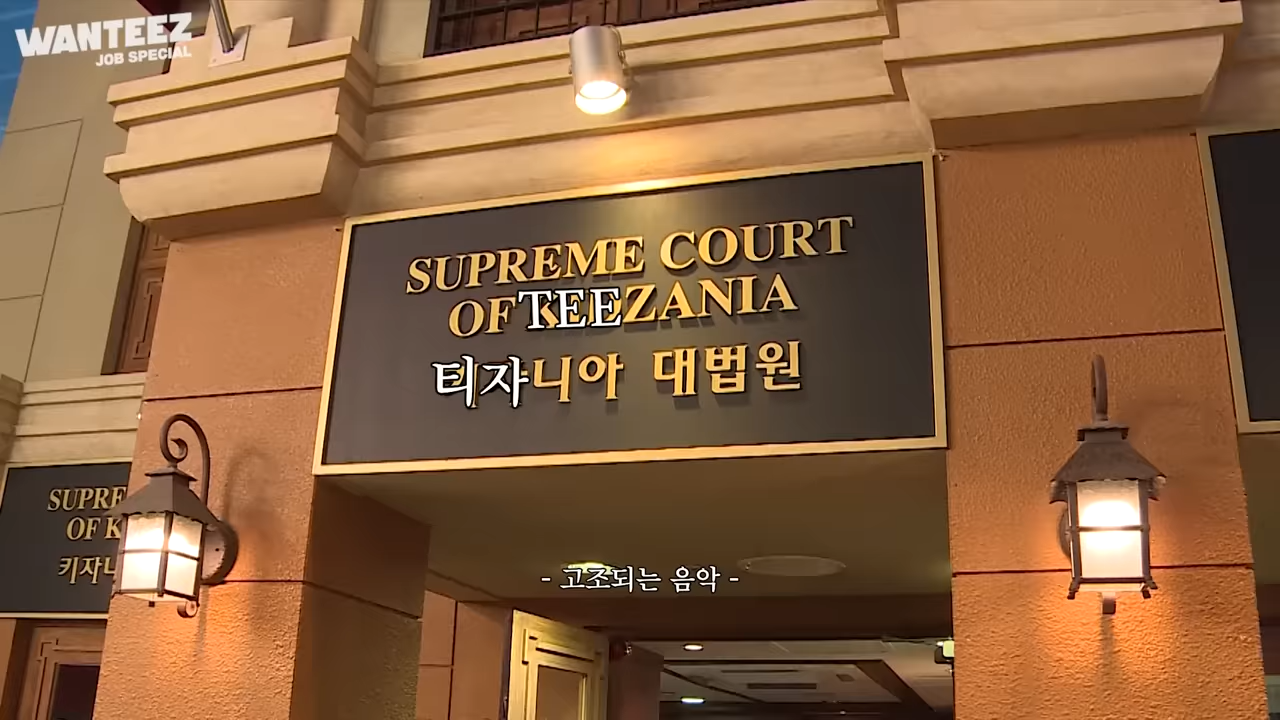 WANTEEZ
JOB SPECIAL
SUPREME COURT
OF TEEZANIA
티자니아 대법원
SUPRE
OF K
키자니
- 고조되는 음악 -